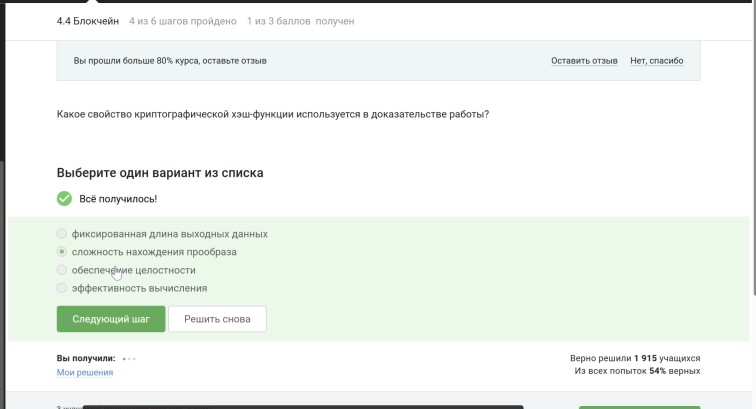 4.4 Блокчейн 4 из 6 шагов пройдено 1 из 3 баллов получен
Вы прошли больше 80% курса, оставьте отзыв Оставить отзыв Нет, спасибо
Какое свойство криптографической хэш-функции используется в доказательстве работы?
Выберите один вариант из списка
Всё получилось!
фиксированная длина выходных данных
сложность нахождения прообраза
обеспечение целостности
эффективность вычисления
Следующий шаг Решить снова
Вы получили: Верно решили 1 915 учащихся
Мои решения Из всех попыток 54% верных